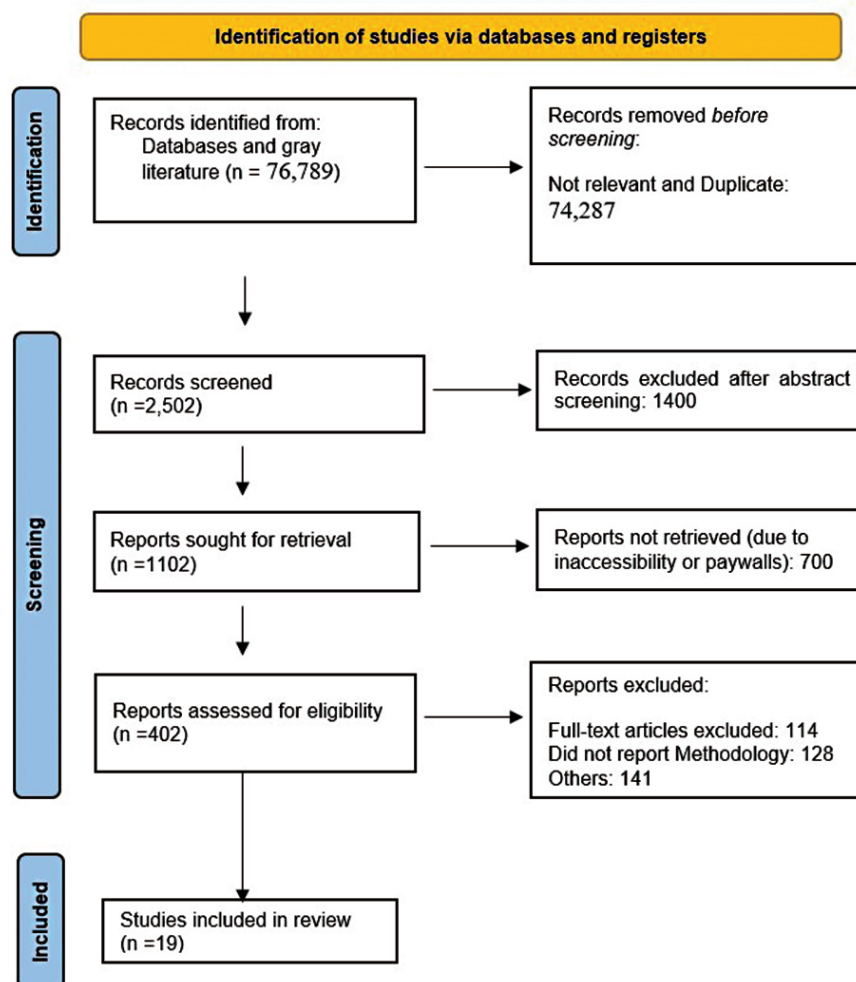 Identification of studies via databases and registers
Identification
Records identified from:
Databases and gray
literature (n = 76,789)
Records removed before
screening:
Not relevant and Duplicate:
74,287
Screening
Records screened
(n =2,502)
Records excluded after abstract
screening: 1400
Reports sought for retrieval
(n =1102)
Reports not retrieved (due to
inaccessibility or paywalls): 700
Reports assessed for eligibility
(n =402)
Reports excluded:
Full-text articles excluded: 114
Did not report Methodology: 128
Others: 141
Included
Studies included in review
(n =19)